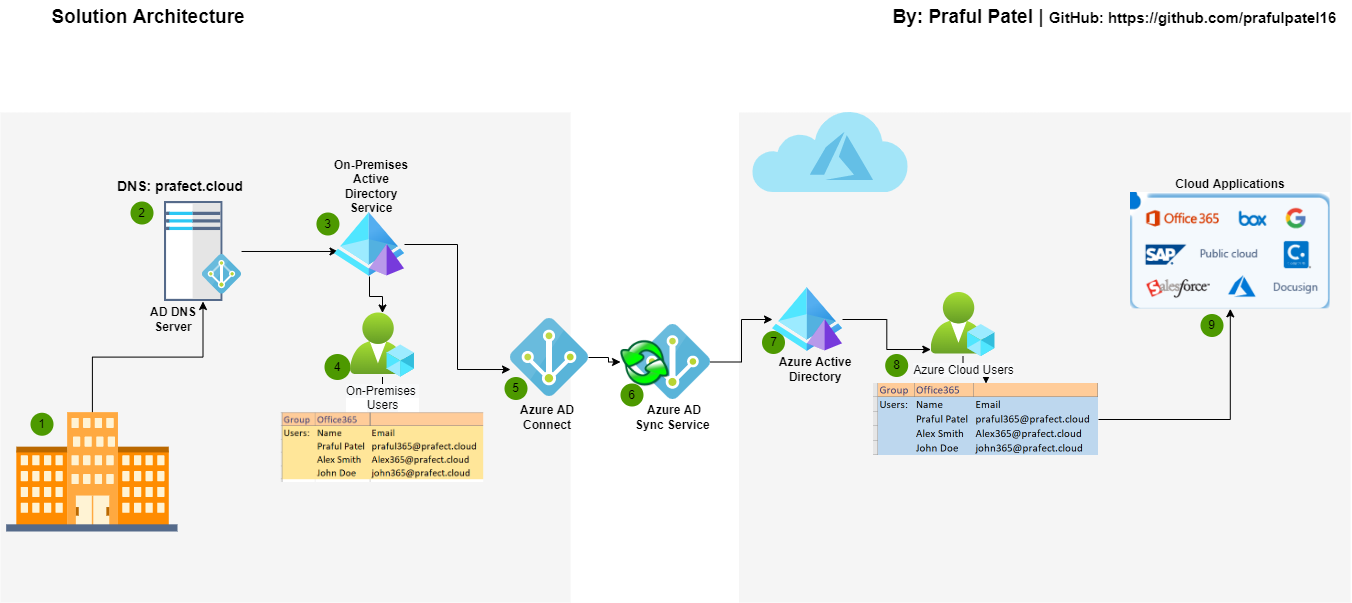 Solution Architecture
By: Praful Patel | GitHub: https://github.com/prafulpatel16
DNS: prafect.cloud
2
AD DNS
Server
1
On-Premises
Active
Directory
Service
3
4
On-Premises
Users
Group Office365
Users: Name Email
Praful Patel praful365@prafect.cloud
Alex Smith Alex365@prafect.cloud
John Doe john365@prafect.cloud
5
Azure AD
Connect
6
Azure AD
Sync Service
7
Azure Active
Directory
8
Azure Cloud Users
Group Office365
Users: Name Email
Praful Patel praful365@prafect.cloud
Alex Smith Alex365@prafect.cloud
John Doe john365@prafect.cloud
Cloud Applications
Office 365 box G
SAP Public cloud C.
Salesforce Docusign
9